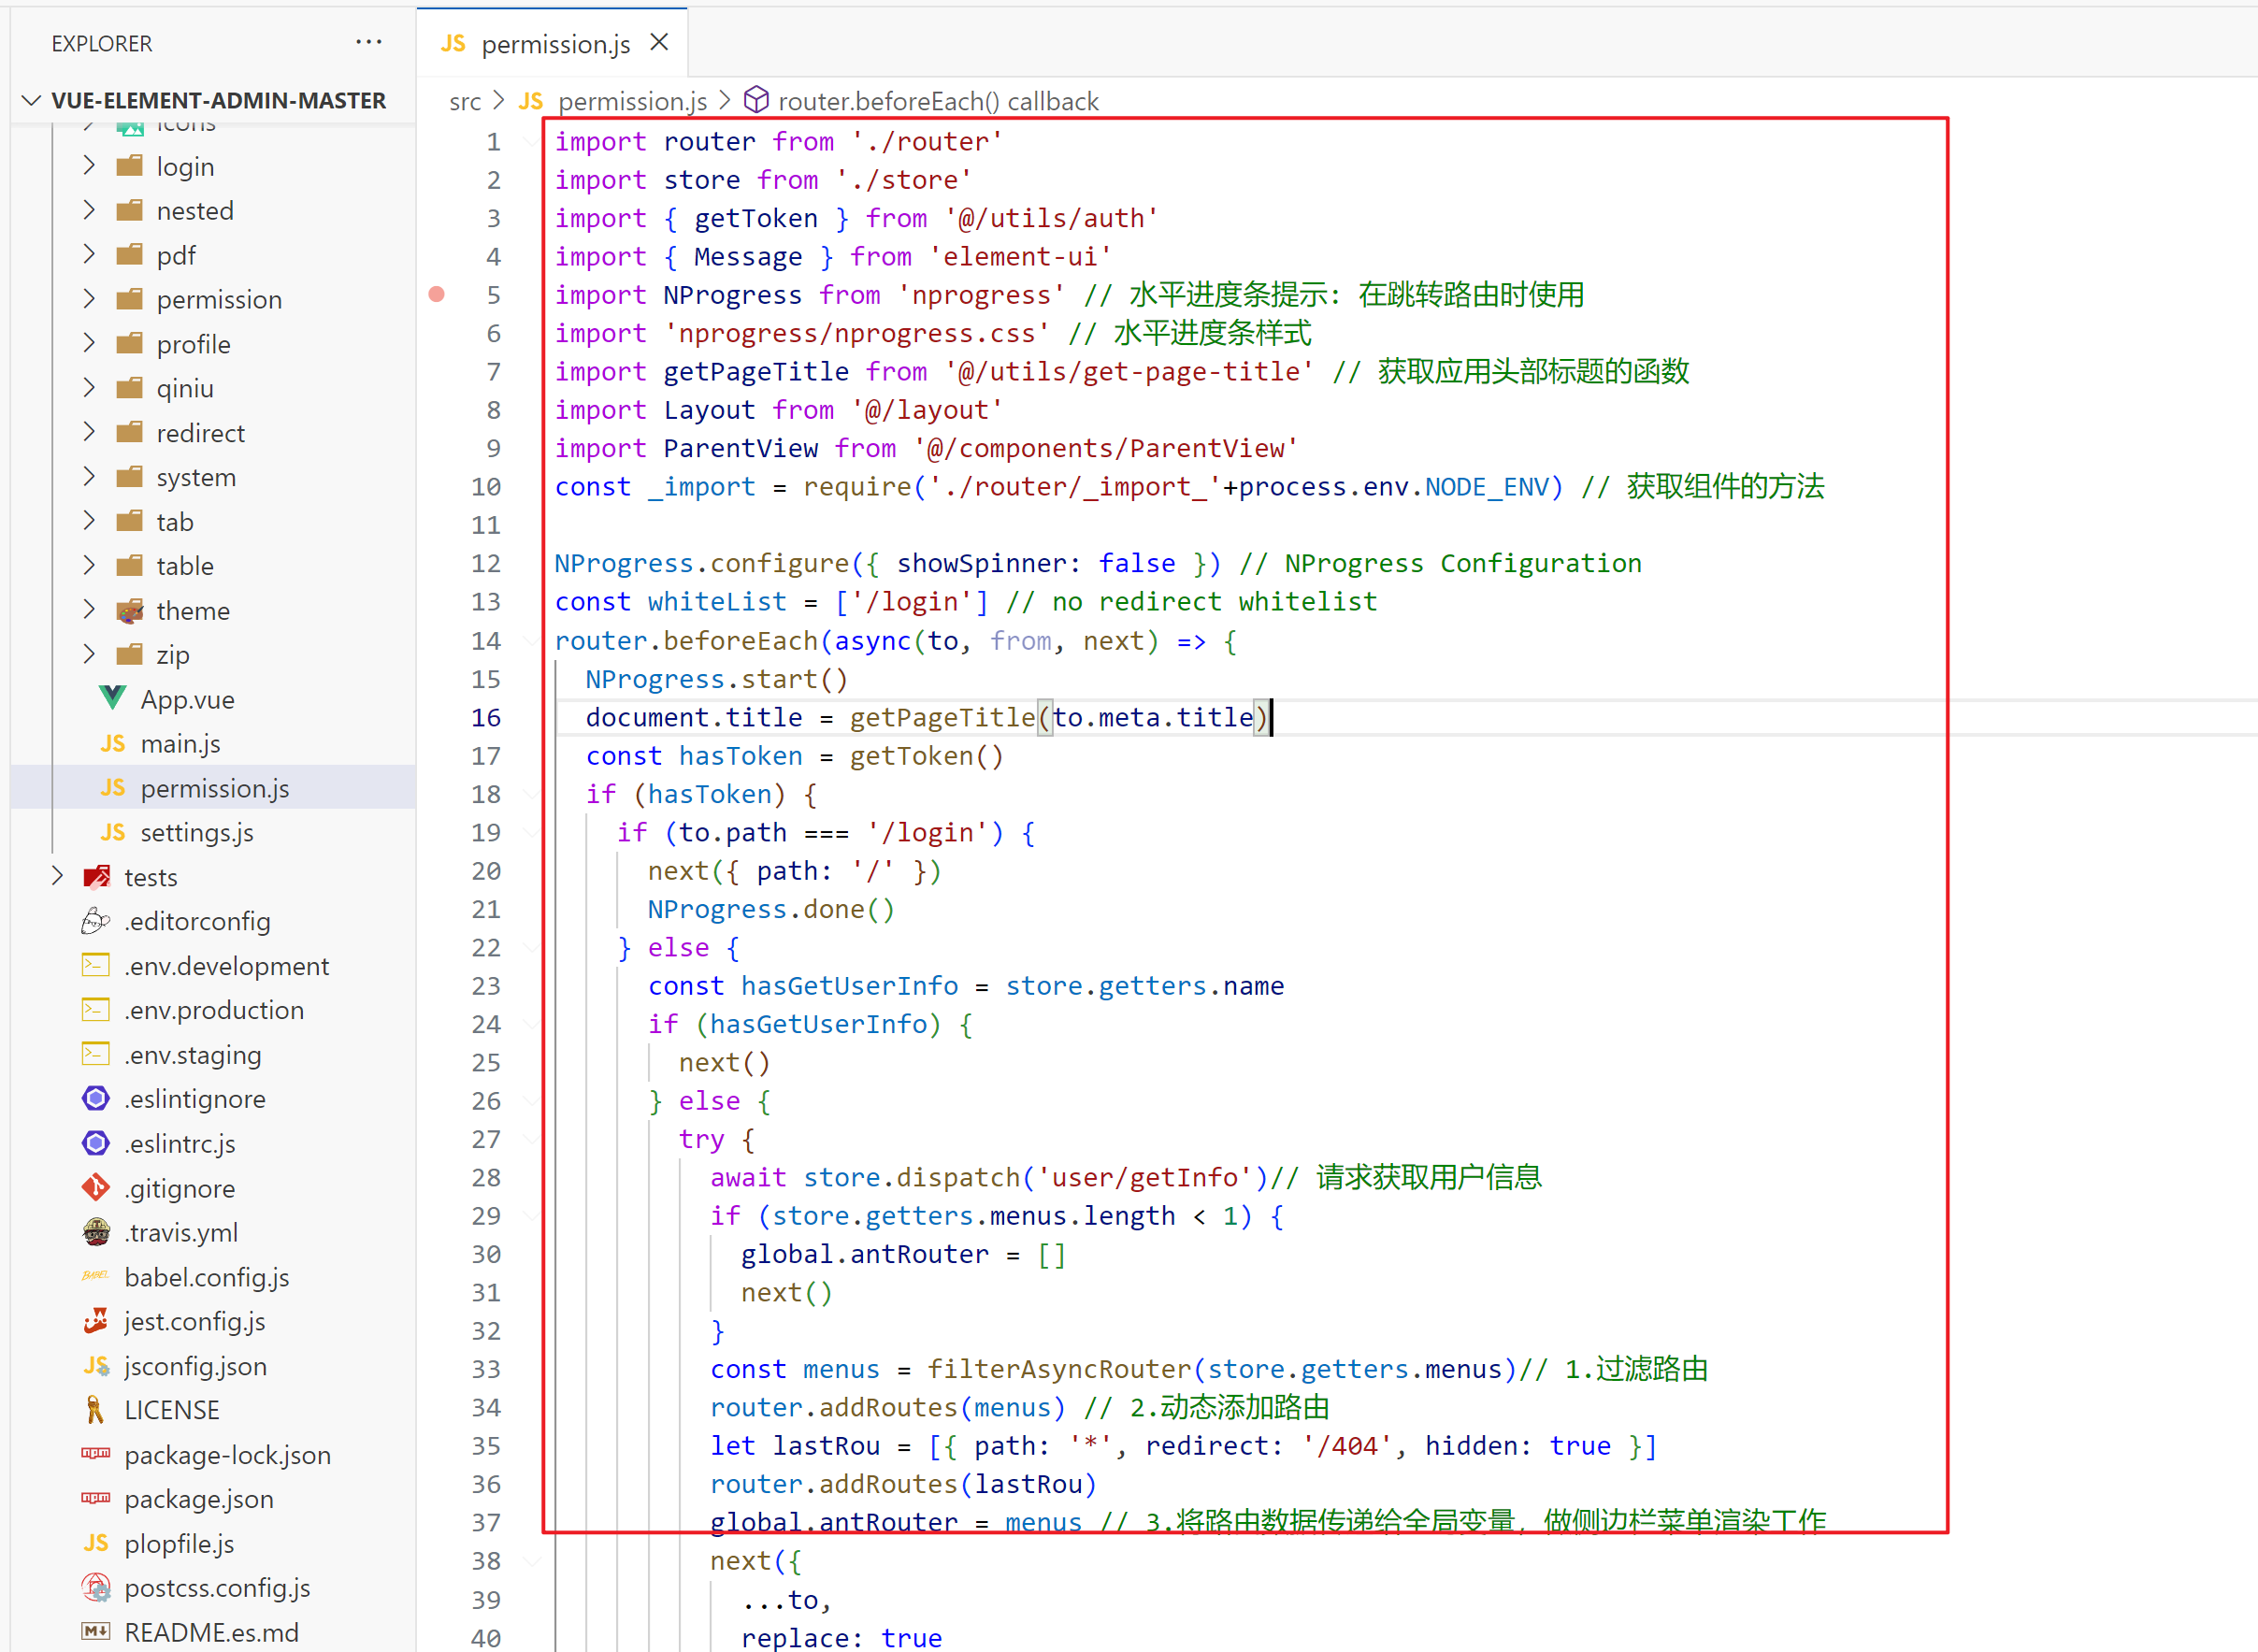 EXPLORER
···
VUE-ELEMENT-ADMIN-MASTER
icons
login
nested
pdf
permission
profile
qiniu
redirect
system
tab
table
theme
zip
App.vue
JS main.js
JS permission.js
JS settings.js
tests
.editorconfig
.env.development
.env.production
.env.staging
.eslintignore
.eslintrc.js
.gitignore
.travis.yml
BABEL babel.config.js
jest.config.js
JS jsconfig.json
LICENSE
package-lock.json
package.json
JS plopfile.js
postcss.config.js
M README.es.md
JS permission.js
src > JS permission.js > router.beforeEach() callback
1 import router from './router'
2 import store from './store'
3 import { getToken } from '@/utils/auth'
4 import { Message } from 'element-ui'
5 import NProgress from 'nprogress' // 水平进度条提示: 在跳转路由时使用
6 import 'nprogress/nprogress.css' // 水平进度条样式
7 import getPageTitle from '@/utils/get-page-title' // 获取应用头部标题的函数
8 import Layout from '@/layout'
9 import ParentView from '@/components/ParentView'
10 const _import = require('./router/_import_'+process.env.NODE_ENV) // 获取组件的方法
11
12 NProgress.configure({ showSpinner: false }) // NProgress Configuration
13 const whiteList = ['/login'] // no redirect whitelist
14 router.beforeEach(async(to, from, next) => {
15 NProgress.start()
16 document.title = getPageTitle(to.meta.title)
17 const hasToken = getToken()
18 if (hasToken) {
19 if (to.path === '/login') {
20 next({ path: '/' })
21 NProgress.done()
22 } else {
23 const hasGetUserInfo = store.getters.name
24 if (hasGetUserInfo) {
25 next()
26 } else {
27 try {
28 await store.dispatch('user/getInfo')// 请求获取用户信息
29 if (store.getters.menus.length < 1) {
30 global.antRouter = []
31 next()
32 }
33 const menus = filterAsyncRouter(store.getters.menus)// 1.过滤路由
34 router.addRoutes(menus) // 2.动态添加路由
35 let lastRou = [{ path: '*', redirect: '/404', hidden: true }]
36 router.addRoutes(lastRou)
37 global.antRouter = menus // 3.将路由数据传递给全局变量，做侧边栏菜单渲染工作
38 next({
39 ...to,
40 replace: true